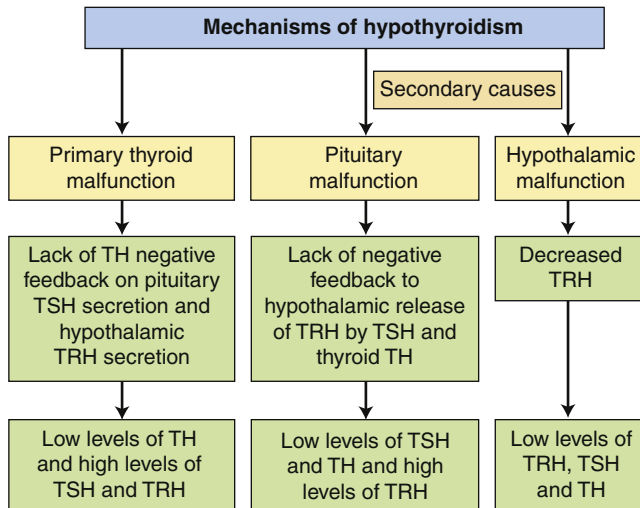 Mechanisms of hypothyroidism
Secondary causes
Primary thyroid
malfunction
Pituitary
malfunction
Hypothalamic
malfunction
Lack of TH negative
feedback on pituitary
TSH secretion and
hypothalamic
TRH secretion
Lack of negative
feedback to
hypothalamic release
of TRH by TSH and
thyroid TH
Decreased
TRH
Low levels of TH
and high levels of
TSH and TRH
Low levels of TSH
and TH and high
levels of TRH
Low levels of
TRH, TSH
and TH